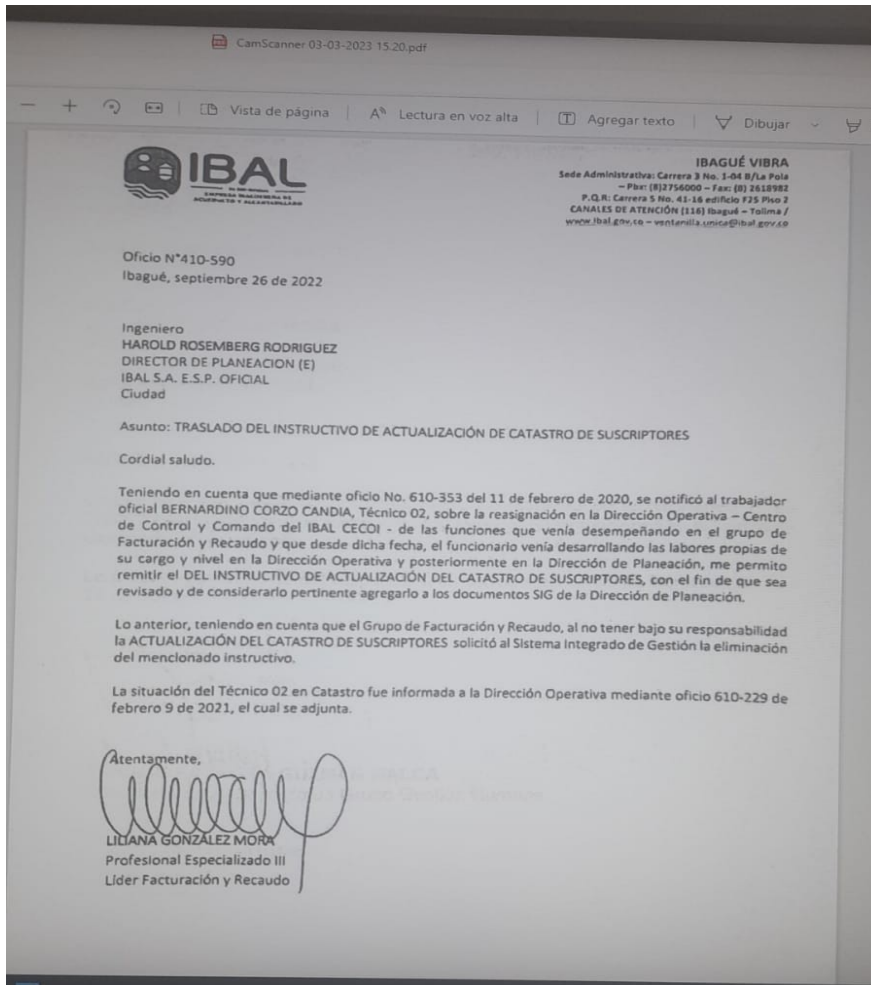 CamScanner 03-03-2023 15.20.pdf
Vista de página
Lectura en voz alta
Agregar texto
Dibujar
IBAL
EMPRESA IBAGUEREÑA DE
ACUEDUCTO Y ALCANTARILLADO
IBAGUÉ VIBRA
Sede Administrativa: Carrera 3 No. 1-04 B/La Pola
– Pbx: (8)2756000 – Fax: (8) 2618982
P.Q.R: Carrera 5 No. 41-16 edificio F25 Piso 2
CANALES DE ATENCIÓN (116) Ibagué – Tolima /
www.ibal.gov.co – ventanilla.unica@ibal.gov.co
Oficio N°410-590
Ibagué, septiembre 26 de 2022
Ingeniero
HAROLD ROSEMBERG RODRIGUEZ
DIRECTOR DE PLANEACION (E)
IBAL S.A. E.S.P. OFICIAL
Ciudad
Asunto: TRASLADO DEL INSTRUCTIVO DE ACTUALIZACIÓN DE CATASTRO DE SUSCRIPTORES
Cordial saludo.
Teniendo en cuenta que mediante oficio No. 610-353 del 11 de febrero de 2020, se notificó al trabajador
oficial BERNARDINO CORZO CANDIA, Técnico 02, sobre la reasignación en la Dirección Operativa – Centro
de Control y Comando del IBAL CECOI - de las funciones que venía desempeñando en el grupo de
Facturación y Recaudo y que desde dicha fecha, el funcionario venía desarrollando las labores propias de
su cargo y nivel en la Dirección Operativa y posteriormente en la Dirección de Planeación, me permito
remitir el DEL INSTRUCTIVO DE ACTUALIZACIÓN DEL CATASTRO DE SUSCRIPTORES, con el fin de que sea
revisado y de considerarlo pertinente agregarlo a los documentos SIG de la Dirección de Planeación.
Lo anterior, teniendo en cuenta que el Grupo de Facturación y Recaudo, al no tener bajo su responsabilidad
la ACTUALIZACIÓN DEL CATASTRO DE SUSCRIPTORES solicitó al Sistema Integrado de Gestión la eliminación
del mencionado instructivo.
La situación del Técnico 02 en Catastro fue informada a la Dirección Operativa mediante oficio 610-229 de
febrero 9 de 2021, el cual se adjunta.
Atentamente,
LILIANA GONZÁLEZ MORA
Profesional Especializado III
Líder Facturación y Recaudo